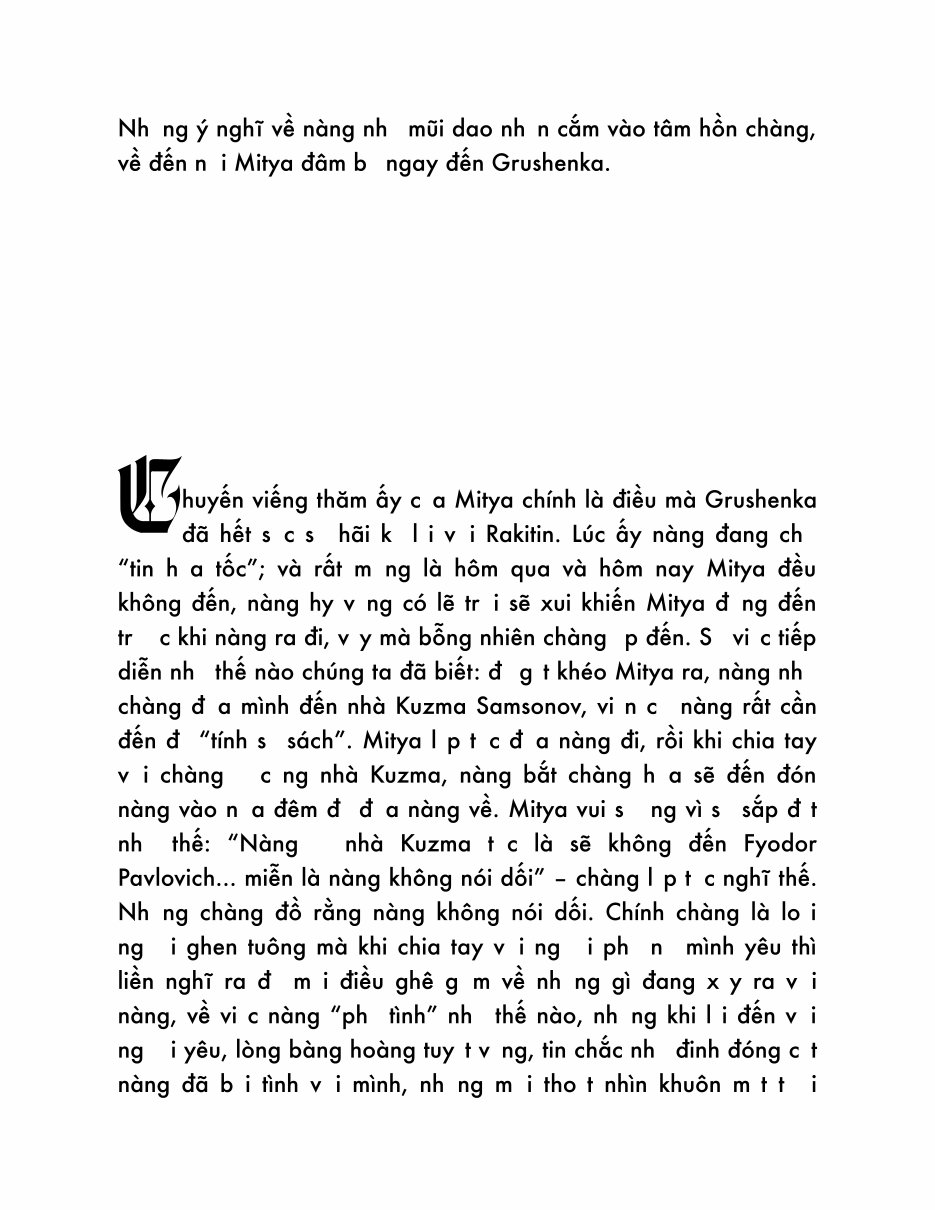 Nh ng ý nghĩ về nàng nh mũi dao nh n cắm vào tâm hồn chàng,
về đến n i Mitya đâm b ngay đến Grushenka.
Chuyến viếng thăm ấy c a Mitya chính là điều mà Grushenka
đã hết s c s hãi k l i v i Rakitin. Lúc ấy nàng đang ch
“tin h a tốc”; và rất m ng là hôm qua và hôm nay Mitya đều
không đến, nàng hy v ng có lẽ tr i sẽ xui khiến Mitya đ ng đến
tr c khi nàng ra đi, v y mà bỗng nhiên chàng p đến. S vi c tiếp
diễn nh thế nào chúng ta đã biết: đ g t khéo Mitya ra, nàng nh
chàng đ a mình đến nhà Kuzma Samsonov, vi n c nàng rất cần
đến đ “tính s sách”. Mitya l p t c đ a nàng đi, rồi khi chia tay
v i chàng c ng nhà Kuzma, nàng bắt chàng h a sẽ đến đón
nàng vào n a đêm đ đ a nàng về. Mitya vui s ng vì s sắp đ t
nh thế: “Nàng nhà Kuzma t c là sẽ không đến Fyodor
Pavlovich... miễn là nàng không nói dối” – chàng l p t c nghĩ thế.
Nh ng chàng đồ rằng nàng không nói dối. Chính chàng là lo i
ng i ghen tuông mà khi chia tay v i ng i ph n mình yêu thì
liền nghĩ ra đ m i điều ghê g m về nh ng gì đang x y ra v i
nàng, về vi c nàng “ph tình” nh thế nào, nh ng khi l i đến v i
ng i yêu, lòng bàng hoàng tuy t v ng, tin chắc nh đinh đóng c t
nàng đã b i tình v i mình, nh ng m i tho t nhìn khuôn m t t i